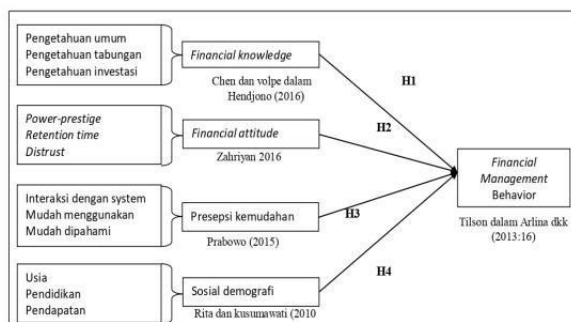 Pengetahuan umum
Pengetahuan tabungan
Pengetahuan investasi
Financial knowledge
Chen dan volpe dalam
Hendjono (2016)
H1
Power-prestige
Retention time
Distrust
Financial attitude
Zahriyan 2016
H2
Interaksi dengan system
Mudah menggunakan
Mudah dipahami
Presepsi kemudahan
Prabowo (2015)
H3
Usia
Pendidikan
Pendapatan
Sosial demografi
Rita dan kusumawati (2010
H4
Financial
Management
Behavior
Tilson dalam Arlina dkk
(2013:16)